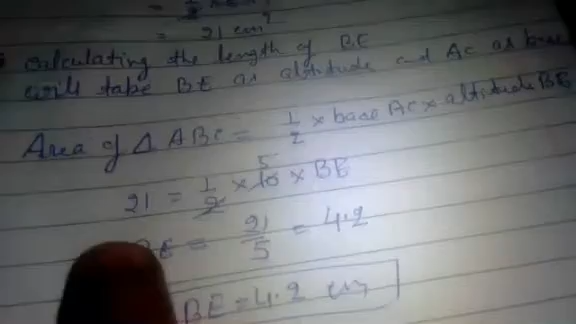 = 21 cm²
Calculating the length of BE
will take BE as altitude and AC as base
Area of Δ ABC = 1/2 × base AC × altitude BE
5
21 = 1/2 × 10 × BE
BE = 21/5 = 4.2
BE = 4.2 cm